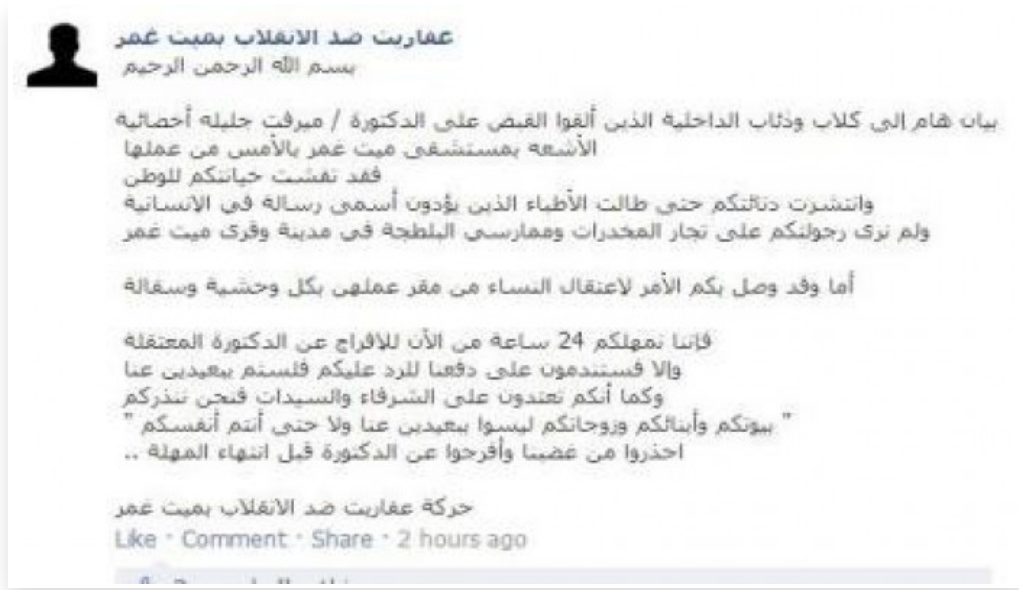 عفاريت ضد الانقلاب بميت غمر
بسم الله الرحمن الرحيم
بيان هام إلى كلاب وذئاب الداخلية الذين ألقوا القبض على الدكتورة / ميرفت جليله أخصائية
الأشعه بمستشفى ميت غمر بالأمس من عملها
فقد تفشت خيانتكم للوطن
وانتشرت دنائتكم حتى طالت الأطباء الذين يؤدون أسمى رسالة في الإنسانية
ولم نرى رجولتكم على تجار المخدرات وممارسي البلطجة في مدينة وقرى ميت غمر
أما وقد وصل بكم الأمر لاعتقال النساء من مقر عملهن بكل وحشية وسفالة
فإننا نمهلكم 24 ساعة من الآن للافراج عن الدكتورة المعتقلة
وإلا فستندمون على دفعنا للرد عليكم فلستم ببعيدين عنا
وكما أنكم تعتدون على الشرفاء والسيدات فنحن ننذركم
" بيوتكم وأبنائكم وزوجاتكم ليسوا ببعيدين عنا ولا حتى أنتم أنفسكم "
احذروا من غضبنا وأفرجوا عن الدكتورة قبل انتهاء المهلة ..
حركة عفاريت ضد الانقلاب بميت غمر
Like · Comment · Share · 2 hours ago